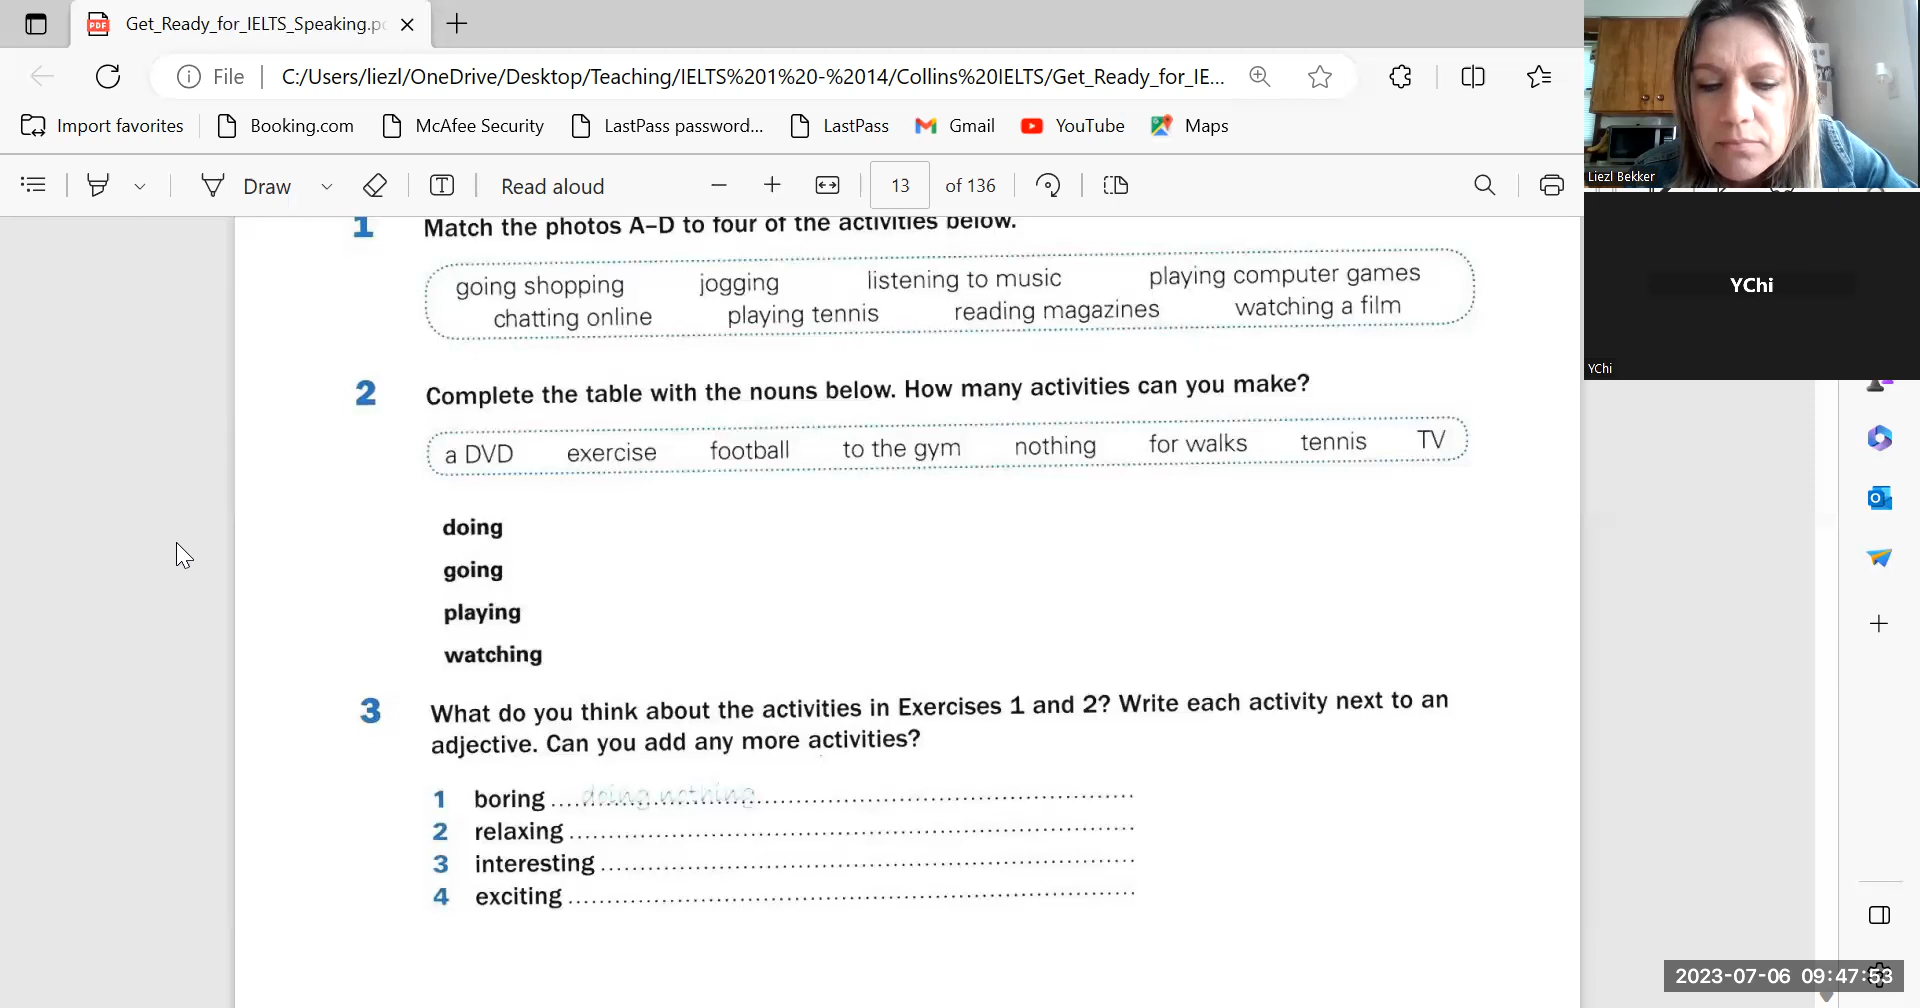 Get_Ready_for_IELTS_Speaking.pd
File
C:/Users/liezl/OneDrive/Desktop/Teaching/IELTS%201%20-%2014/Collins%20IELTS/Get_Ready_for_IE...
Import favorites Booking.com McAfee Security LastPass password... LastPass Gmail YouTube Maps
Draw Read aloud 13 of 136
Liezl Bekker
YChi
YChi
1 Match the photos A–D to four of the activities below.
going shopping jogging listening to music playing computer games
chatting online playing tennis reading magazines watching a film
2 Complete the table with the nouns below. How many activities can you make?
a DVD exercise football to the gym nothing for walks tennis TV
doing
going
playing
watching
3 What do you think about the activities in Exercises 1 and 2? Write each activity next to an
adjective. Can you add any more activities?
1 boring .... doing nothing ....
2 relaxing ....
3 interesting ....
4 exciting ....
2023-07-06 09:47:53